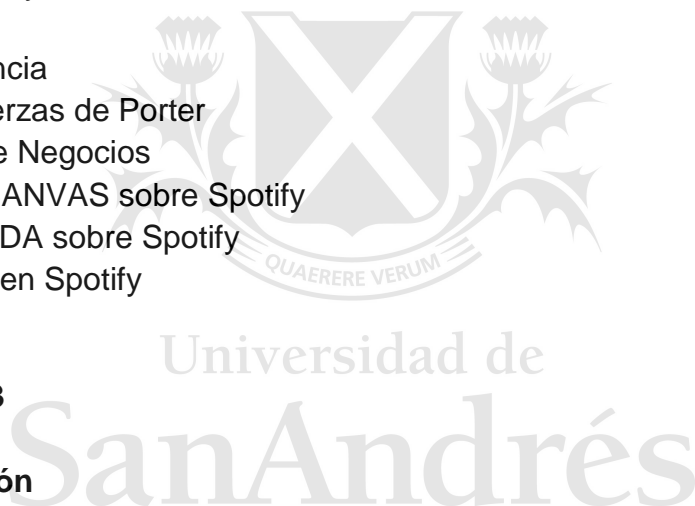 ncia
erzas de Porter
e Negocios
ANVAS sobre Spotify
DA sobre Spotify
en Spotify
QUAERERE VERUM
Universidad de
SanAndrés
ón